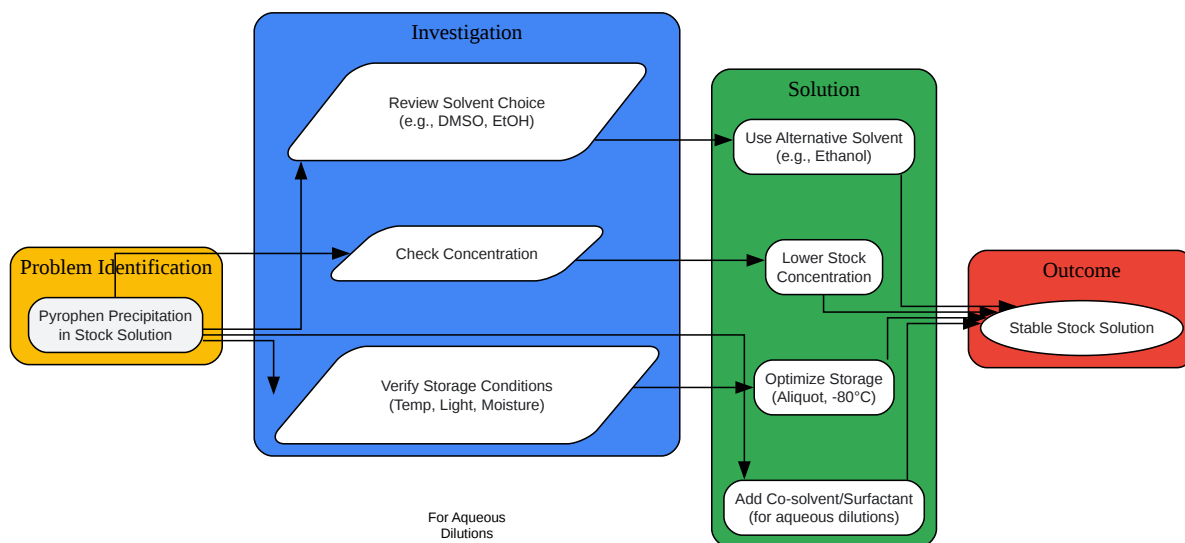 Problem Identification
Pyrophen Precipitation
in Stock Solution
Investigation
Review Solvent Choice
(e.g., DMSO, EtOH)
Check Concentration
Verify Storage Conditions
(Temp, Light, Moisture)
For Aqueous
Dilutions
Solution
Use Alternative Solvent
(e.g., Ethanol)
Lower Stock
Concentration
Optimize Storage
(Aliquot, -80°C)
Add Co-solvent/Surfactant
(for aqueous dilutions)
Outcome
Stable Stock Solution